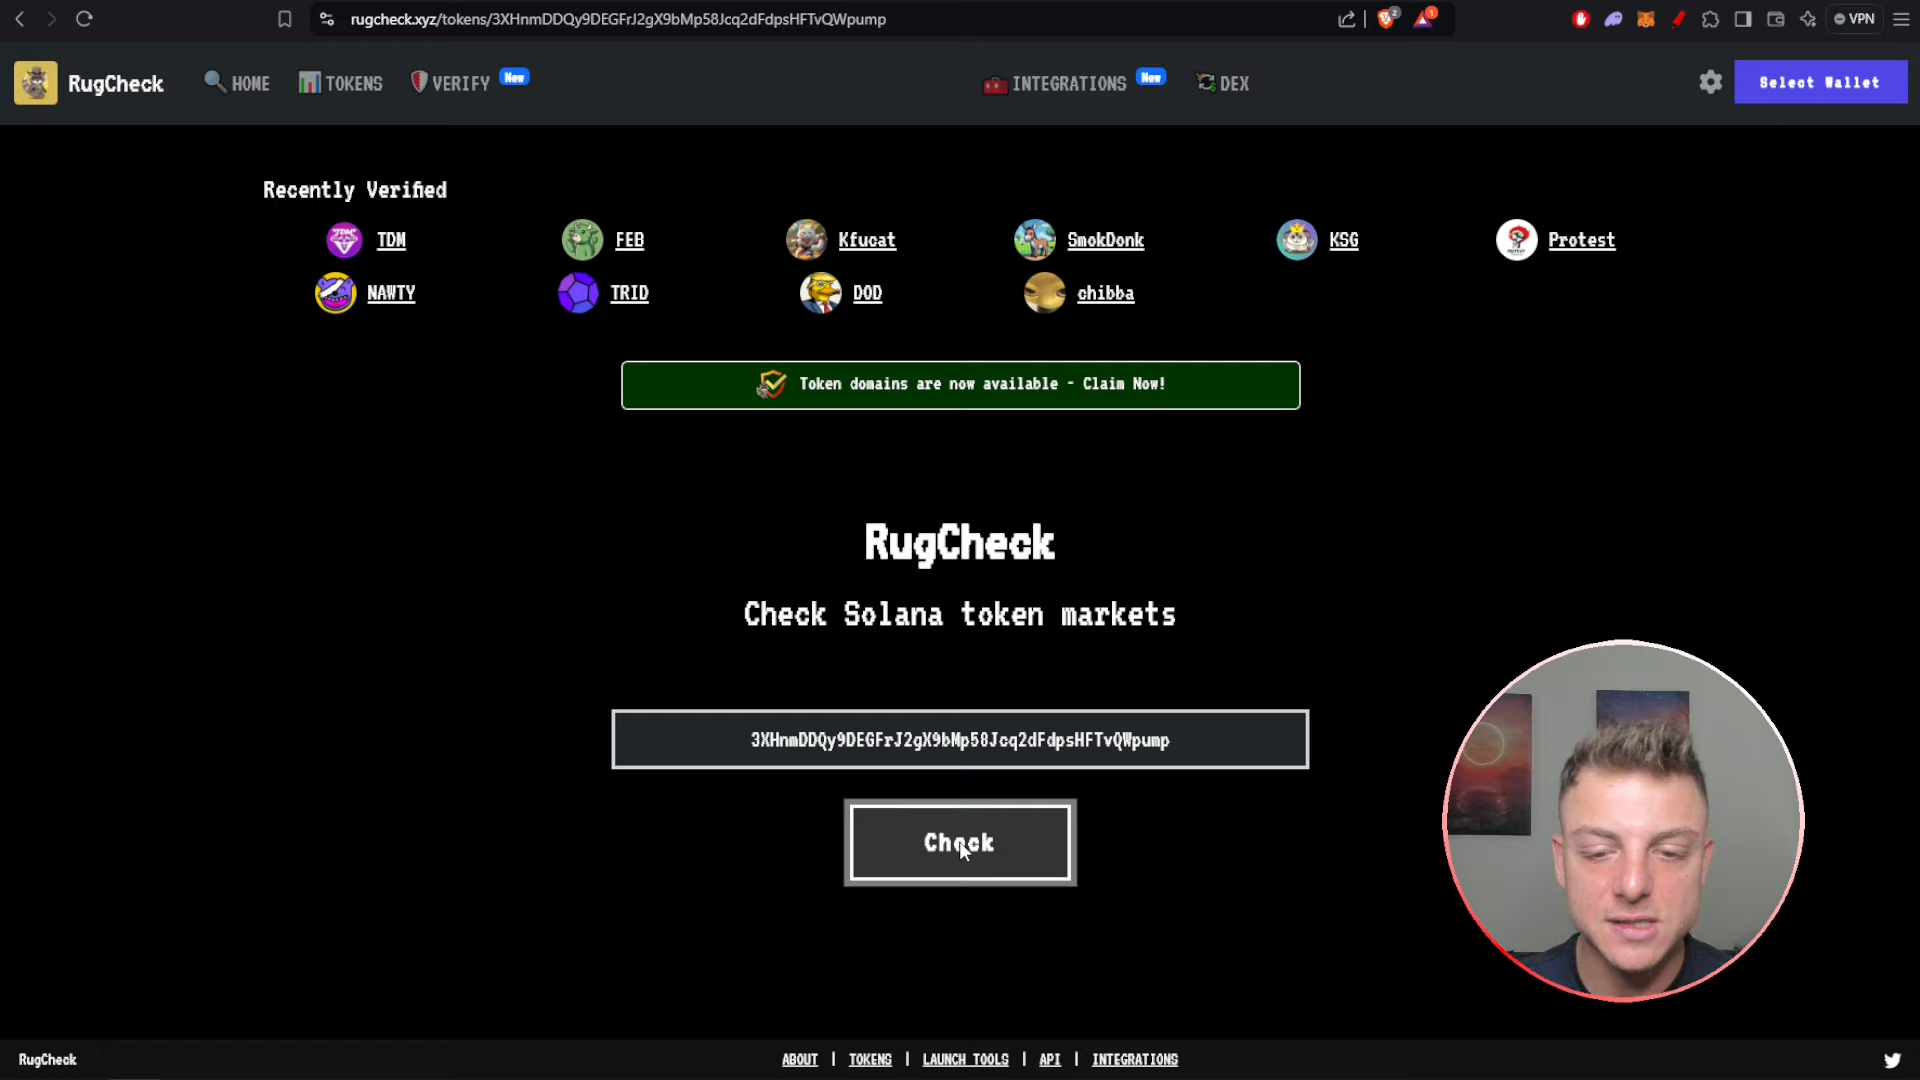 rugcheck.xyz/tokens/3XHnmDDQy9DEGFrJ2gX9bMp58Jcq2dFdpsHFTvQWpump
2
1
VPN
RugCheck
HOME
TOKENS
VERIFY New
INTEGRATIONS New
DEX
Select Wallet
Recently Verified
TDM FEB Kfucat SmokDonk KSG Protest
NAWTY TRID DOD chibba
Token domains are now available - Claim Now!
RugCheck
Check Solana token markets
3XHnmDDQy9DEGFrJ2gX9bMp58Jcq2dFdpsHFTvQWpump
Check
RugCheck
ABOUT | TOKENS | LAUNCH TOOLS | API | INTEGRATIONS